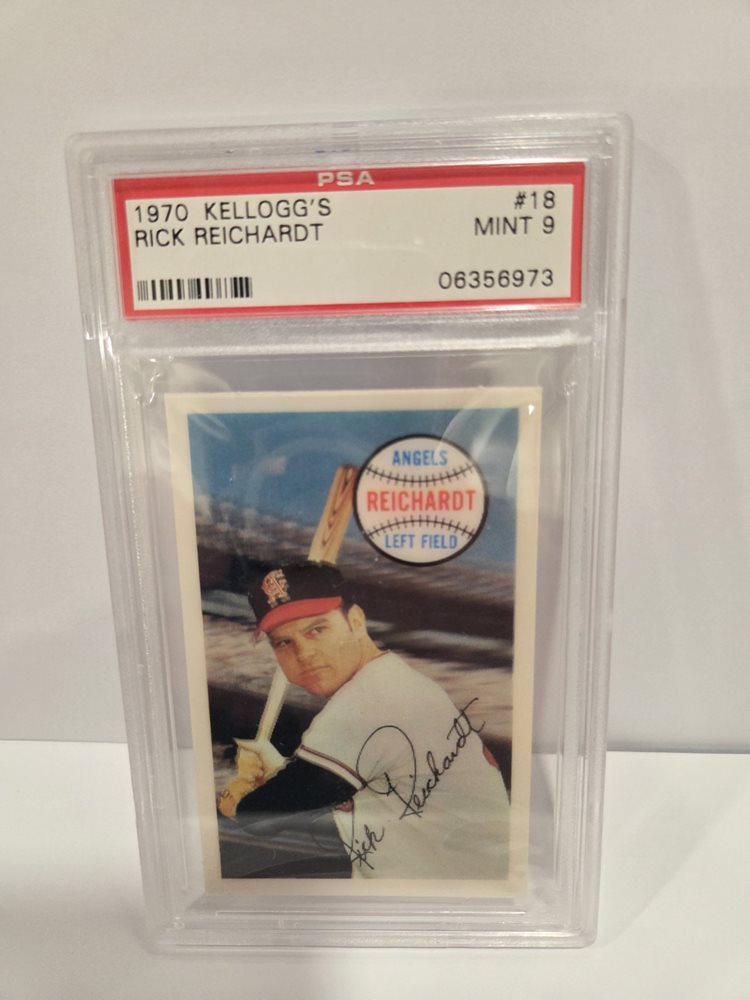 PSA
1970 KELLOGG'S #18
RICK REICHARDT MINT 9
06356973
ANGELS
REICHARDT
LEFT FIELD
Rick Reichardt